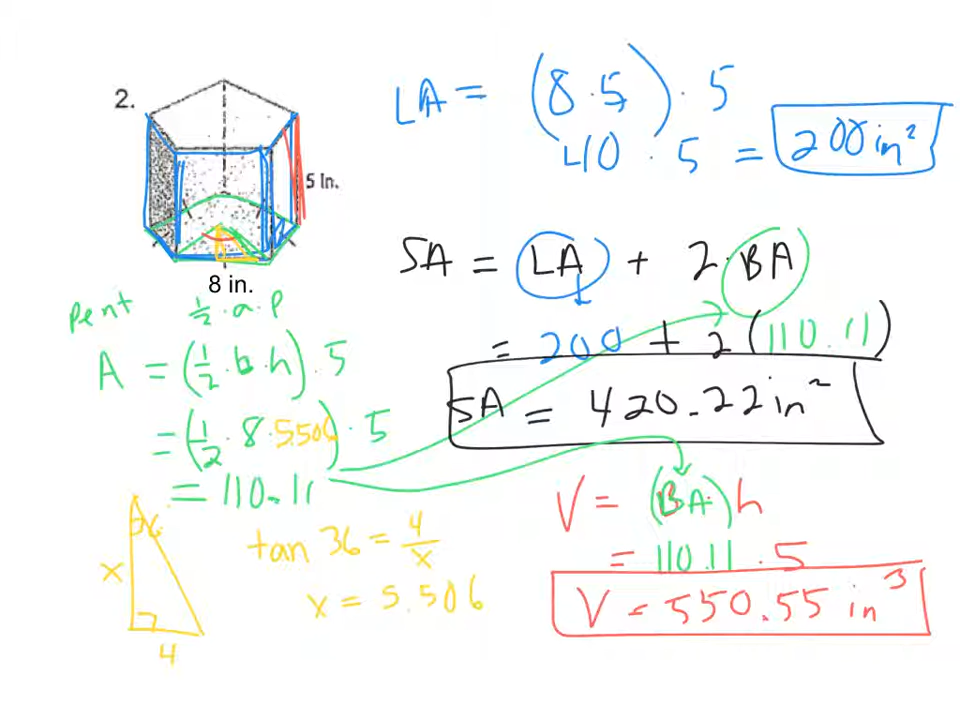 2.
5 in.
8 in.
LA = (8·5)·5
40 · 5 = 200 in²
SA = LA + 2·BA
= 200 + 2(110.11)
SA = 420.22 in²
Pent ½·a·P
A = (½·b·h)·5
= (½·8·5.506)·5
= 110.11
36
x
4
tan 36 = 4/x
x = 5.506
V = (BA)·h
= 110.11·5
V = 550.55 in³